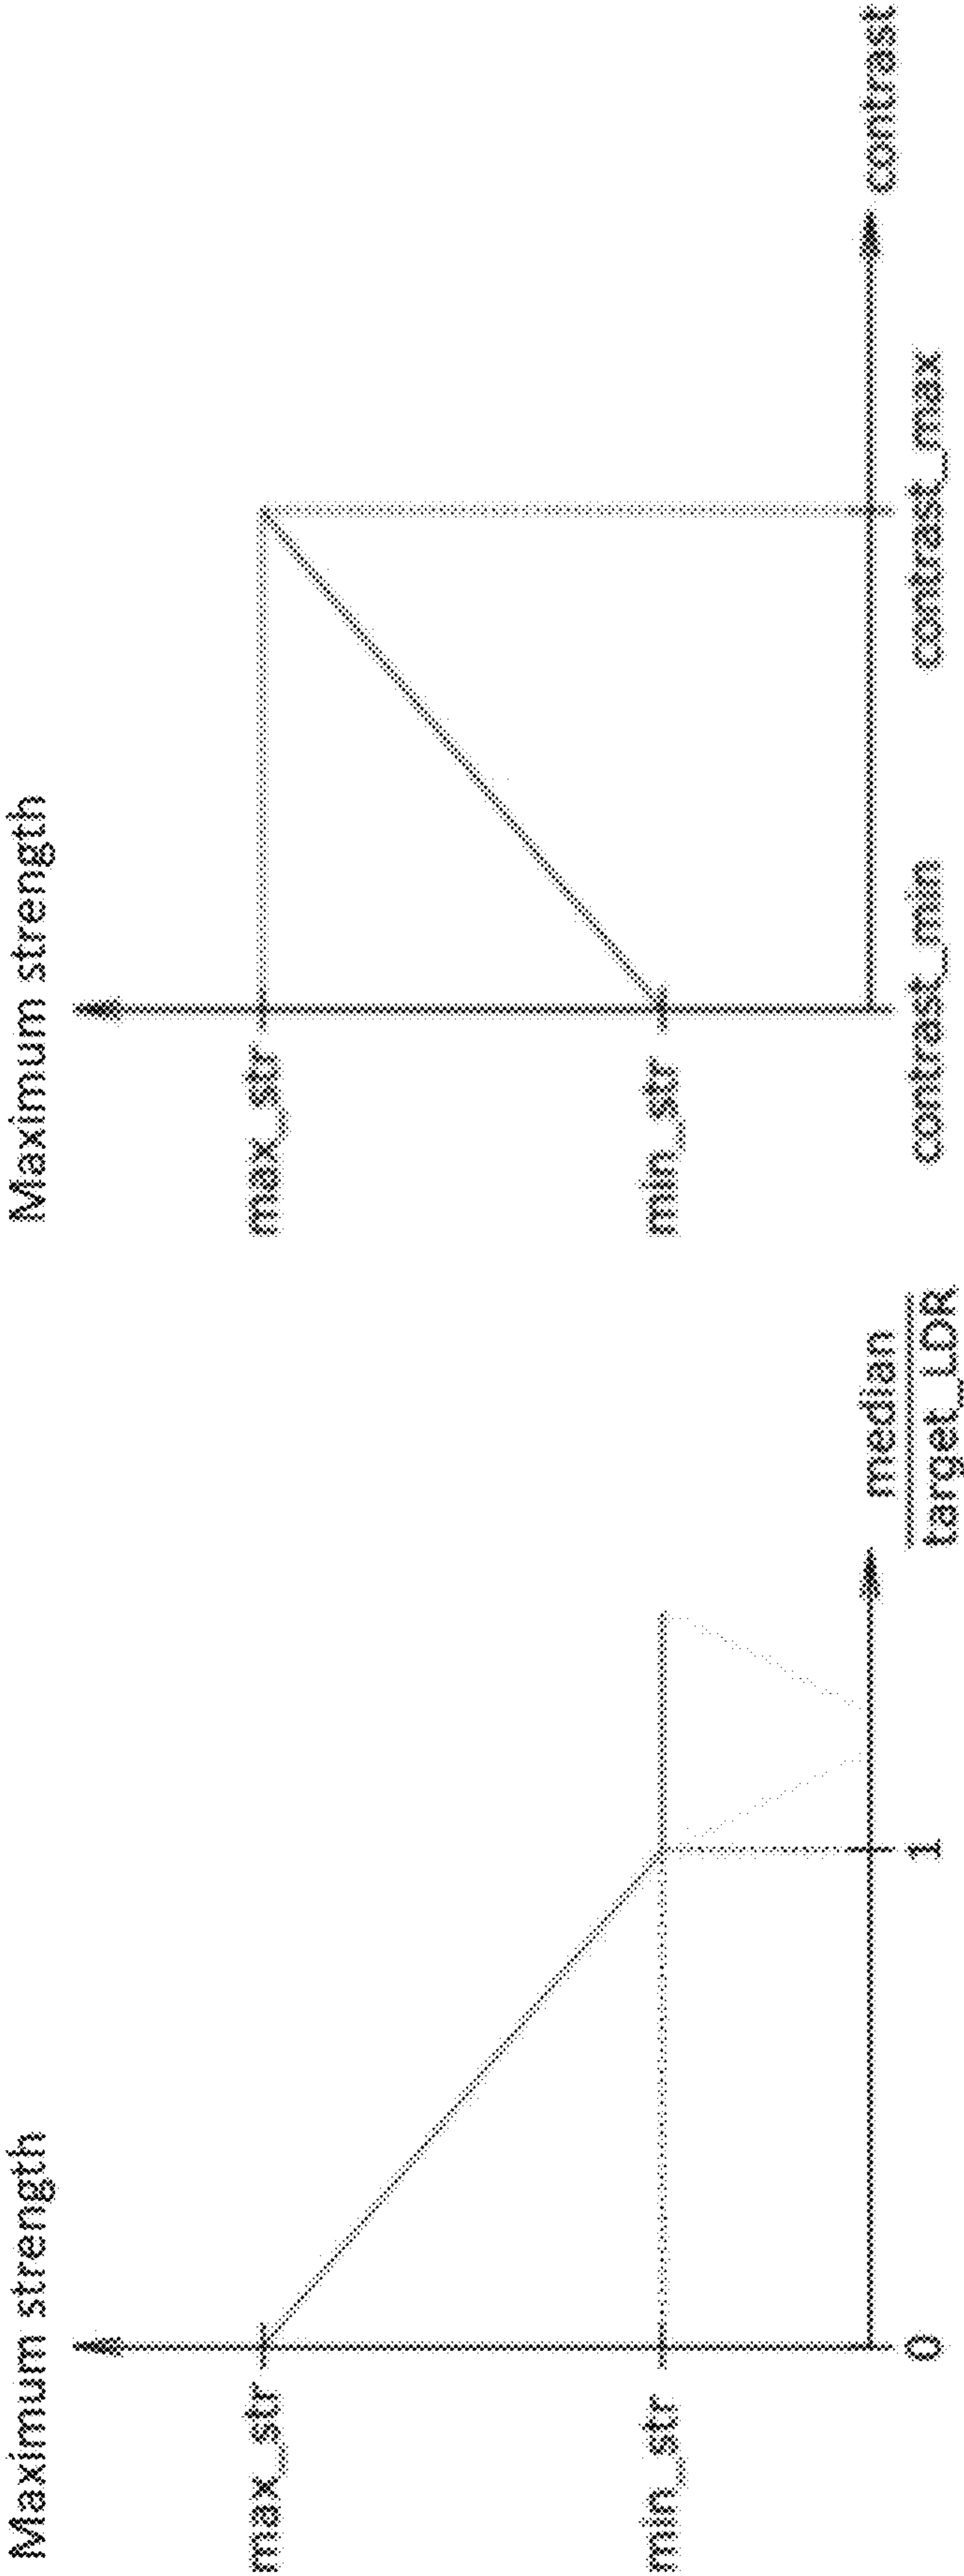 Maximum strength
max_str
min_str
0
1
median
target_LDR
Maximum strength
max_str
min_str
contrast_min
contrast_max
contrast